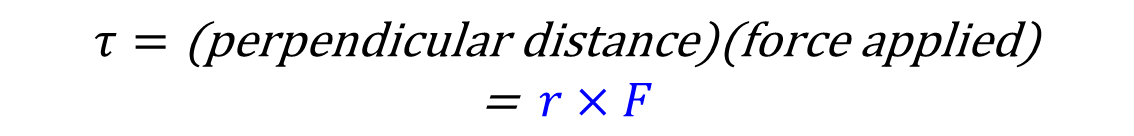 τ = (perpendicular distance)(force applied)
= r × F